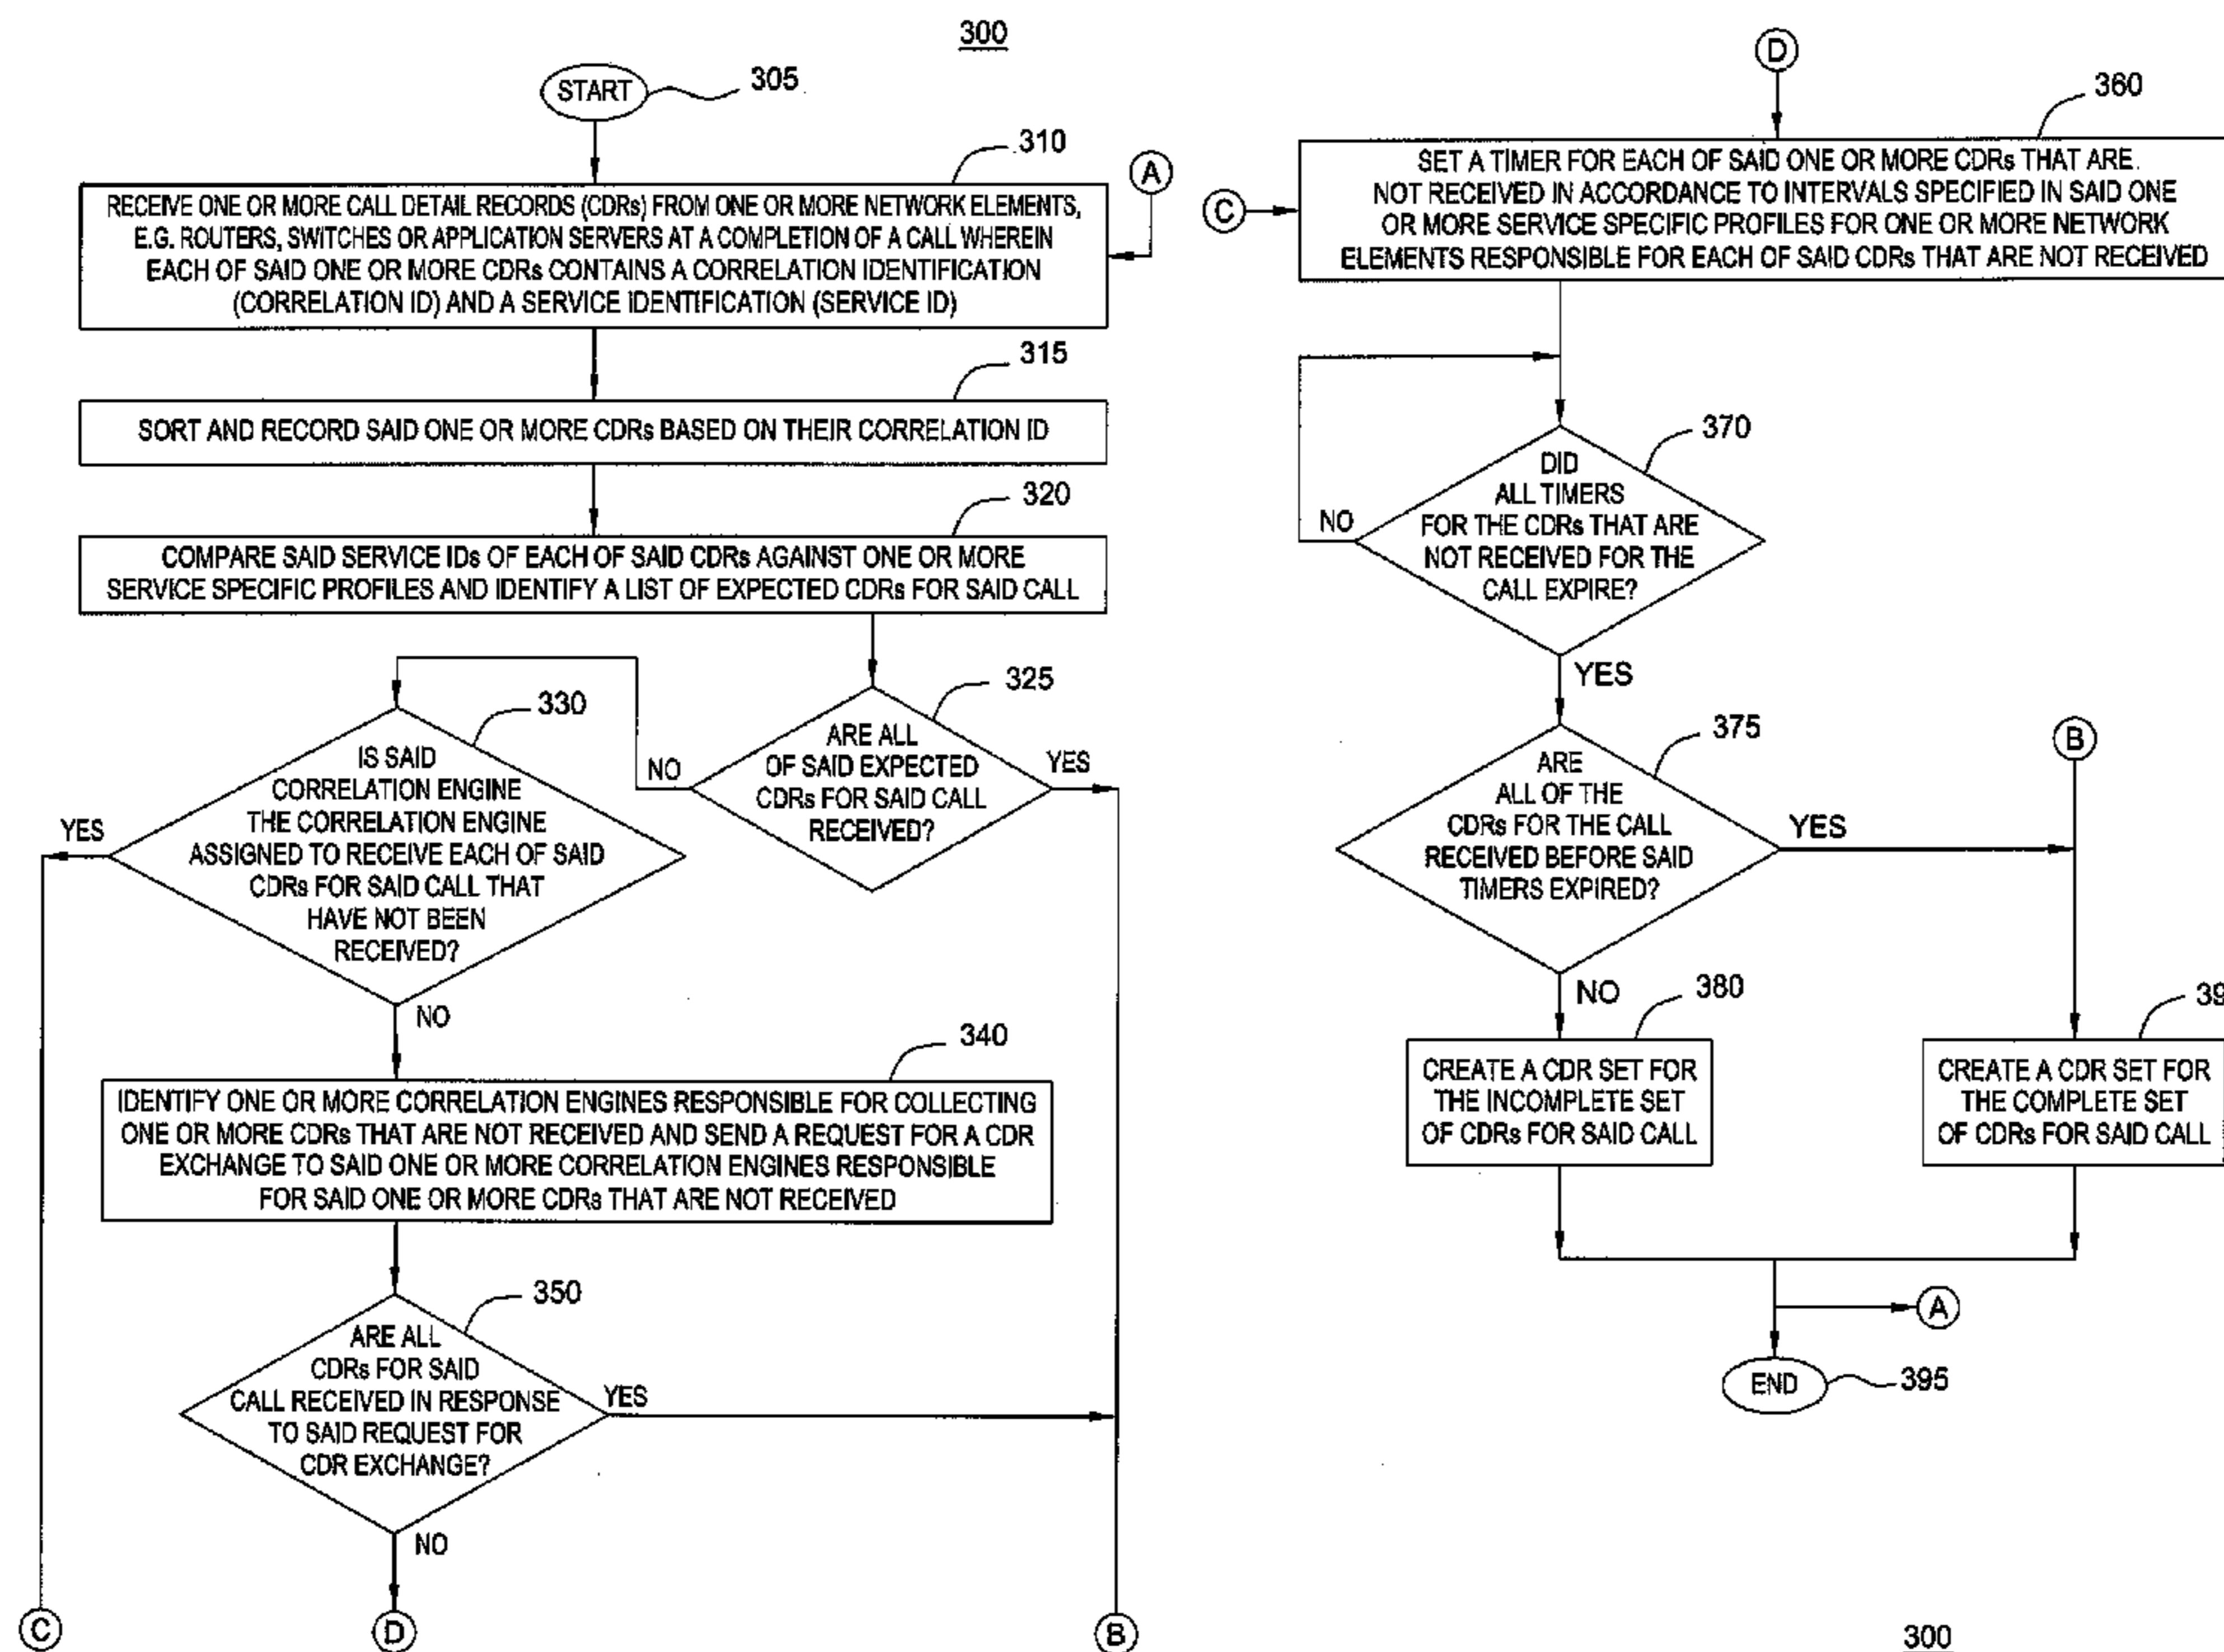 300
START
305
310
A
RECEIVE ONE OR MORE CALL DETAIL RECORDS (CDRs) FROM ONE OR MORE NETWORK ELEMENTS,
E.G. ROUTERS, SWITCHES OR APPLICATION SERVERS AT A COMPLETION OF A CALL WHEREIN
EACH OF SAID ONE OR MORE CDRs CONTAINS A CORRELATION IDENTIFICATION
(CORRELATION ID) AND A SERVICE IDENTIFICATION (SERVICE ID)
315
SORT AND RECORD SAID ONE OR MORE CDRs BASED ON THEIR CORRELATION ID
320
COMPARE SAID SERVICE IDs OF EACH OF SAID CDRs AGAINST ONE OR MORE
SERVICE SPECIFIC PROFILES AND IDENTIFY A LIST OF EXPECTED CDRs FOR SAID CALL
325
ARE ALL
OF SAID EXPECTED
CDRs FOR SAID CALL
RECEIVED?
NO
YES
330
IS SAID
CORRELATION ENGINE
THE CORRELATION ENGINE
ASSIGNED TO RECEIVE EACH OF SAID
CDRs FOR SAID CALL THAT
HAVE NOT BEEN
RECEIVED?
YES
NO
340
IDENTIFY ONE OR MORE CORRELATION ENGINES RESPONSIBLE FOR COLLECTING
ONE OR MORE CDRs THAT ARE NOT RECEIVED AND SEND A REQUEST FOR A CDR
EXCHANGE TO SAID ONE OR MORE CORRELATION ENGINES RESPONSIBLE
FOR SAID ONE OR MORE CDRs THAT ARE NOT RECEIVED
350
ARE ALL
CDRs FOR SAID
CALL RECEIVED IN RESPONSE
TO SAID REQUEST FOR
CDR EXCHANGE?
YES
NO
C
D
B
D
360
C
SET A TIMER FOR EACH OF SAID ONE OR MORE CDRs THAT ARE
NOT RECEIVED IN ACCORDANCE TO INTERVALS SPECIFIED IN SAID ONE
OR MORE SERVICE SPECIFIC PROFILES FOR ONE OR MORE NETWORK
ELEMENTS RESPONSIBLE FOR EACH OF SAID CDRs THAT ARE NOT RECEIVED
370
DID
ALL TIMERS
FOR THE CDRs THAT ARE
NOT RECEIVED FOR THE
CALL EXPIRE?
NO
YES
375
ARE
ALL OF THE
CDRs FOR THE CALL
RECEIVED BEFORE SAID
TIMERS EXPIRED?
YES
B
NO
380
CREATE A CDR SET FOR
THE INCOMPLETE SET
OF CDRs FOR SAID CALL
39
CREATE A CDR SET FOR
THE COMPLETE SET
OF CDRs FOR SAID CALL
A
END
395
300